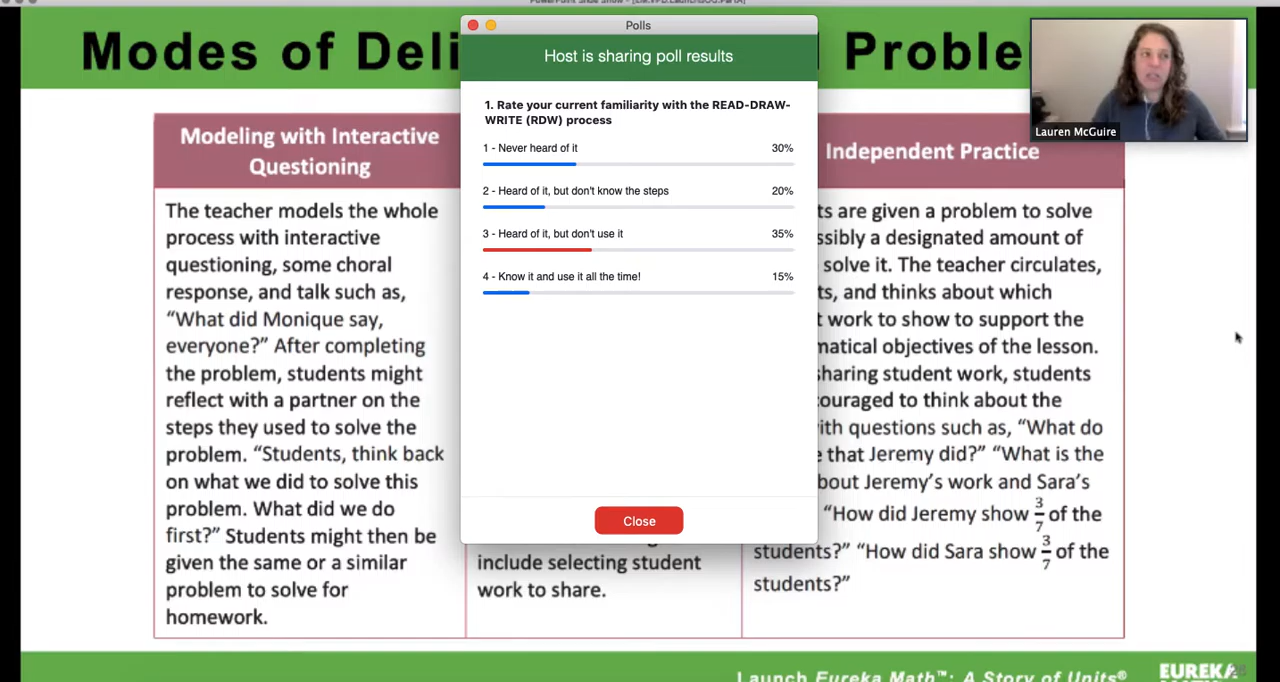 Polls
Modes of Deli
Proble
Host is sharing poll results
Lauren McGuire
1. Rate your current familiarity with the READ-DRAW-
WRITE (RDW) process
1 - Never heard of it 30%
2 - Heard of it, but don't know the steps 20%
3 - Heard of it, but don't use it 35%
4 - Know it and use it all the time! 15%
Close
Modeling with Interactive
Questioning
The teacher models the whole
process with interactive
questioning, some choral
response, and talk such as,
“What did Monique say,
everyone?” After completing
the problem, students might
reflect with a partner on the
steps they used to solve the
problem. “Students, think back
on what we did to solve this
problem. What did we do
first?” Students might then be
given the same or a similar
problem to solve for
homework.
include selecting student
work to share.
Independent Practice
ts are given a problem to solve
ssibly a designated amount of
solve it. The teacher circulates,
ts, and thinks about which
t work to show to support the
matical objectives of the lesson.
sharing student work, students
couraged to think about the
ith questions such as, “What do
e that Jeremy did?” “What is the
bout Jeremy’s work and Sara’s
“How did Jeremy show 3/7 of the
students?” “How did Sara show 3/7 of the
students?”
Launch Eureka Math™: A Story of Units®
EUREKA